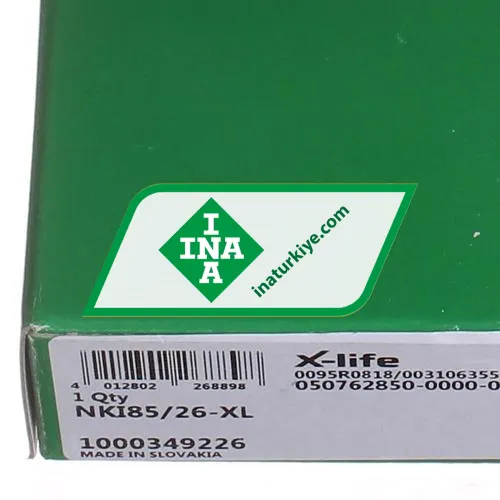 I
INA
A
inaturkiye.com
X-life
0095R0818/003106355
050762850-0000-0
4 012802 268898
1 Qty
NKI85/26-XL
1000349226
MADE IN SLOVAKIA